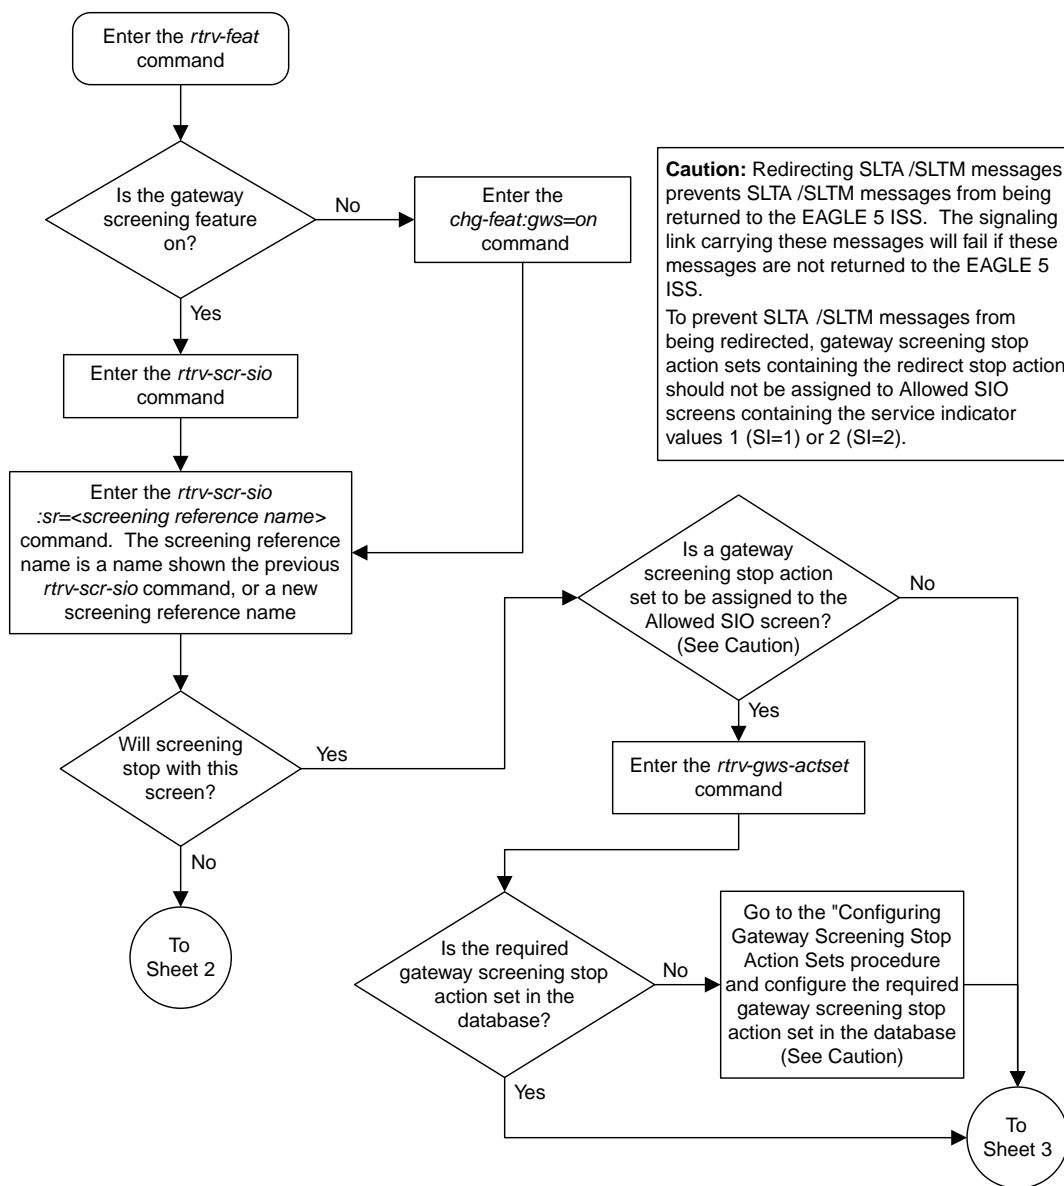 Enter the rtrv-feat
command
Is the gateway
screening feature
on?
No
Enter the
chg-feat:gws=on
command
Yes
Enter the rtrv-scr-sio
command
Enter the rtrv-scr-sio
:sr=<screening reference name>
command. The screening reference
name is a name shown the previous
rtrv-scr-sio command, or a new
screening reference name
Will screening
stop with this
screen?
Yes
No
To
Sheet 2
Caution: Redirecting SLTA /SLTM messages
prevents SLTA /SLTM messages from being
returned to the EAGLE 5 ISS. The signaling
link carrying these messages will fail if these
messages are not returned to the EAGLE 5
ISS.
To prevent SLTA /SLTM messages from
being redirected, gateway screening stop
action sets containing the redirect stop action
should not be assigned to Allowed SIO
screens containing the service indicator
values 1 (SI=1) or 2 (SI=2).
Is a gateway
screening stop action
set to be assigned to the
Allowed SIO screen?
(See Caution)
No
Yes
Enter the rtrv-gws-actset
command
Is the required
gateway screening stop
action set in the
database?
No
Go to the "Configuring
Gateway Screening Stop
Action Sets procedure
and configure the required
gateway screening stop
action set in the database
(See Caution)
Yes
To
Sheet 3